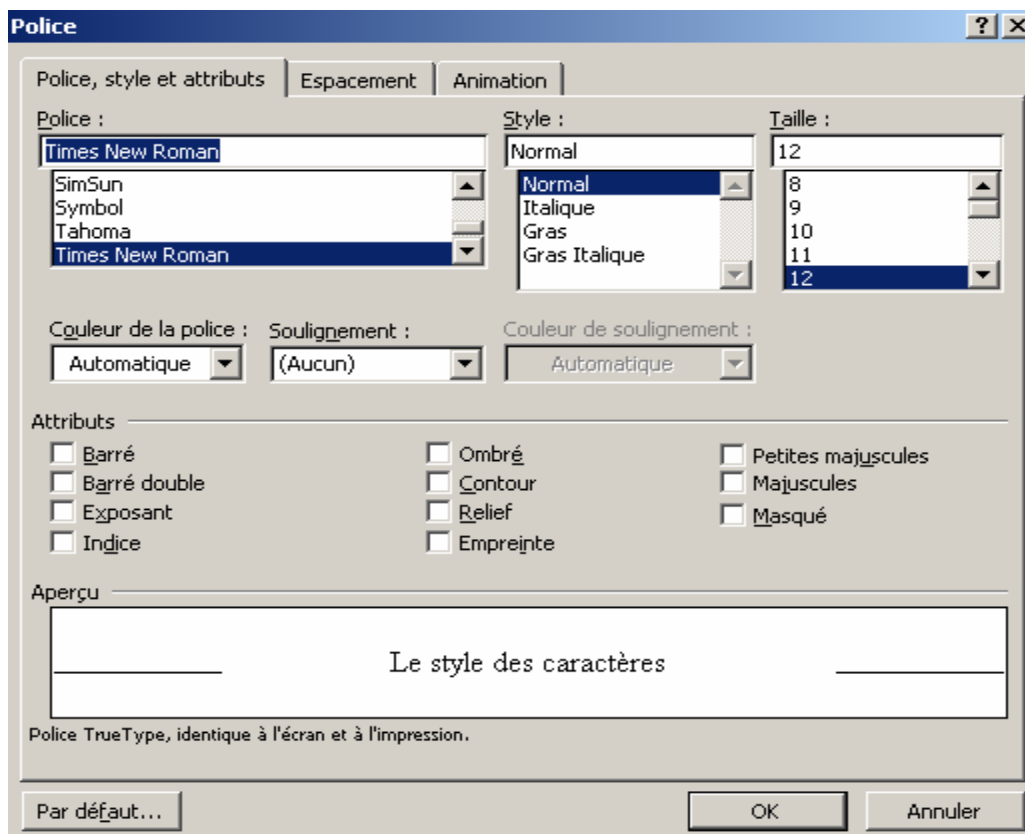 Police
Police, style et attributs Espacement Animation
Police : Style : Taille :
Times New Roman Normal 12
SimSun Normal 8
Symbol Italique 9
Tahoma Gras 10
Times New Roman Gras Italique 11
12
Couleur de la police : Soulignement : Couleur de soulignement :
Automatique (Aucun) Automatique
Attributs
Barré Ombré Petites majuscules
Barré double Contour Majuscules
Exposant Relief Masqué
Indice Empreinte
Aperçu
Le style des caractères
Police TrueType, identique à l'écran et à l'impression.
Par défaut... OK Annuler